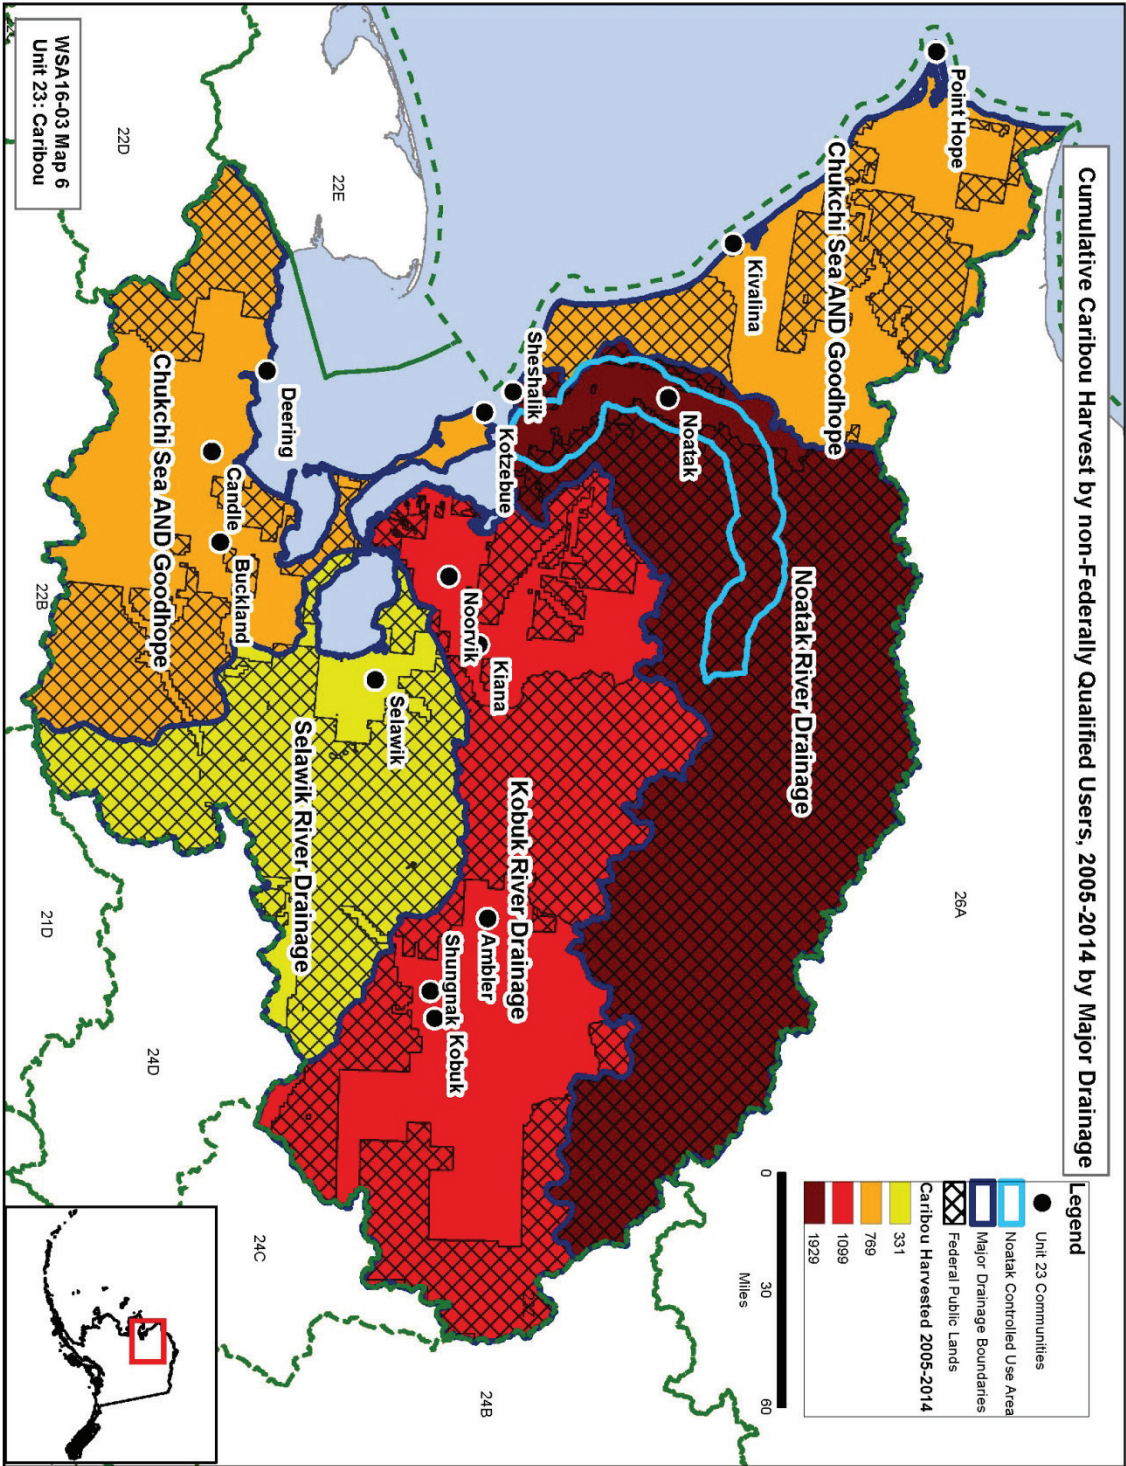 Cumulative Caribou Harvest by non-Federally Qualified Users, 2005-2014 by Major Drainage
Legend
Unit 23 Communities
Noatak Controlled Use Area
Major Drainage Boundaries
Federal Public Lands
Caribou Harvested 2005-2014
331
769
1099
1929
0
30
60
Miles
Point Hope
Chukchi Sea AND Goodhope
Kivalina
26A
Noatak
Noatak River Drainage
Sheshalik
Kotzebue
Noorvik
Kiana
Kobuk River Drainage
Ambler
Shungnak
Kobuk
24B
22E
Deering
Selawik
Selawik River Drainage
Candle
Buckland
Chukchi Sea AND Goodhope
22D
22B
21D
24D
24C
WSA16-03 Map 6
Unit 23: Caribou